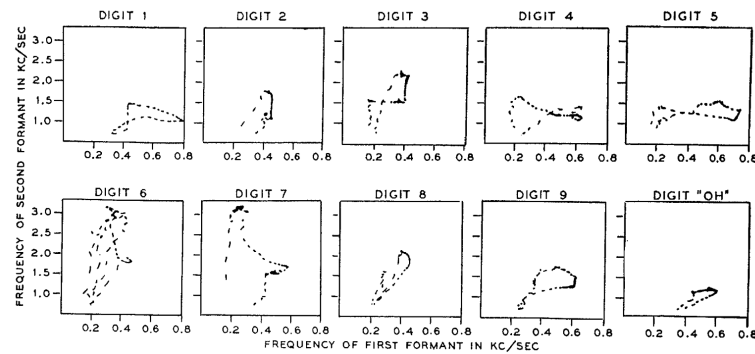 DIGIT 1 DIGIT 2 DIGIT 3 DIGIT 4 DIGIT 5
FREQUENCY OF SECOND FORMANT IN KC/SEC
3.0
2.5
2.0
1.5
1.0
0.2 0.4 0.6 0.8 0.2 0.4 0.6 0.8 0.2 0.4 0.6 0.8 0.2 0.4 0.6 0.8 0.2 0.4 0.6 0.8
DIGIT 6 DIGIT 7 DIGIT 8 DIGIT 9 DIGIT "OH"
3.0
2.5
2.0
1.5
1.0
0.2 0.4 0.6 0.8 0.2 0.4 0.6 0.8 0.2 0.4 0.6 0.8 0.2 0.4 0.6 0.8 0.2 0.4 0.6 0.8
FREQUENCY OF FIRST FORMANT IN KC/SEC